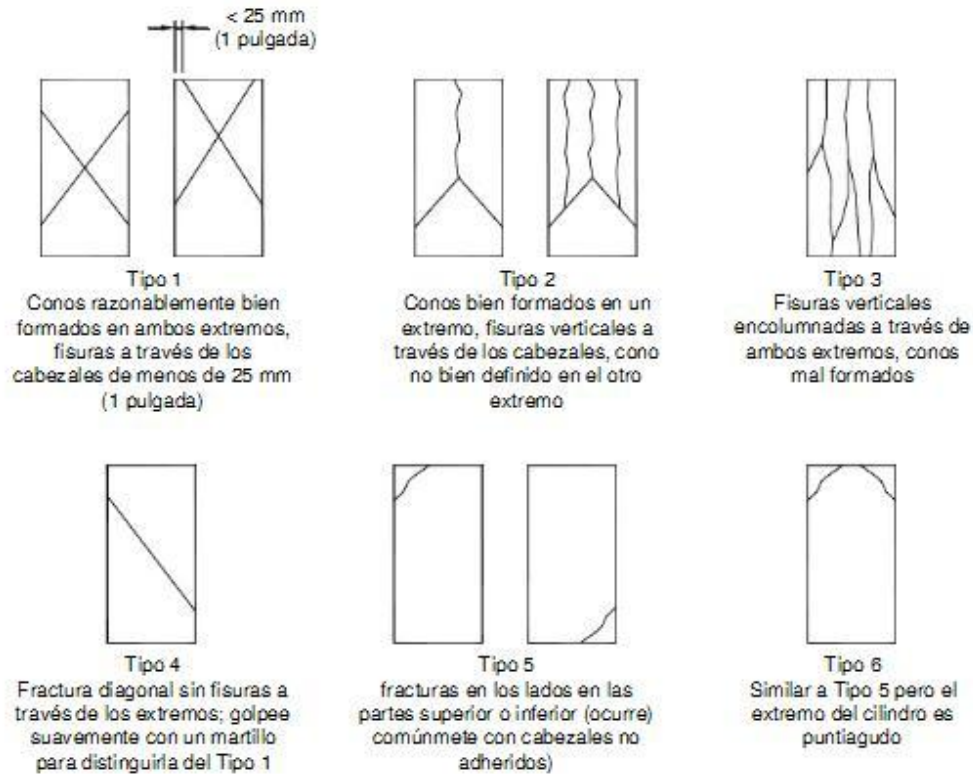 < 25 mm
(1 pulgada)
Tipo 1
Conos razonablemente bien
formados en ambos extremos,
fisuras a través de los
cabezales de menos de 25 mm
(1 pulgada)
Tipo 2
Conos bien formados en un
extremo, fisuras verticales a
través de los cabezales, cono
no bien definido en el otro
extremo
Tipo 3
Fisuras verticales
encolumnadas a través de
ambos extremos, conos
mal formados
Tipo 4
Fractura diagonal sin fisuras a
través de los extremos; golpee
suavemente con un martillo
para distinguirla del Tipo 1
Tipo 5
fracturas en los lados en las
partes superior o inferior (ocurre)
comúnmete con cabezales no
adheridos)
Tipo 6
Similar a Tipo 5 pero el
extremo del cilindro es
puntiagudo